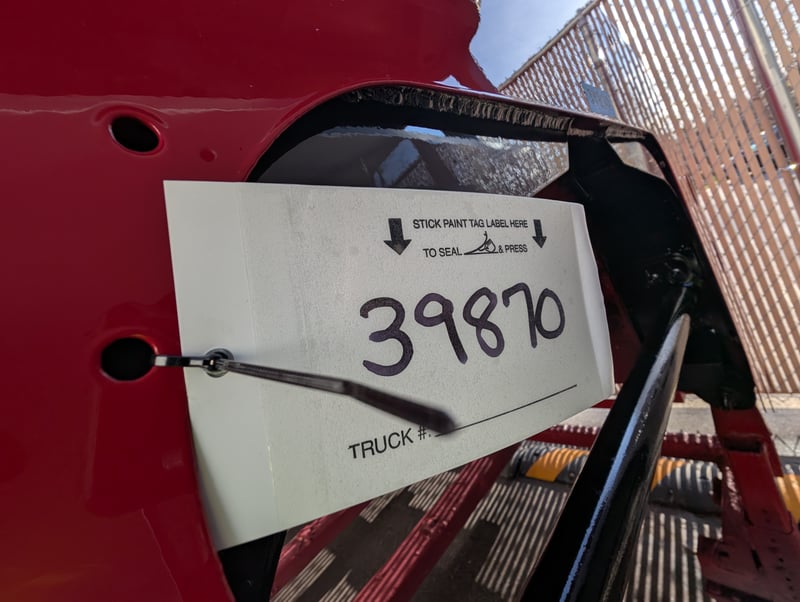 STICK PAINT TAG LABEL HERE
TO SEAL & PRESS
39870
TRUCK #: